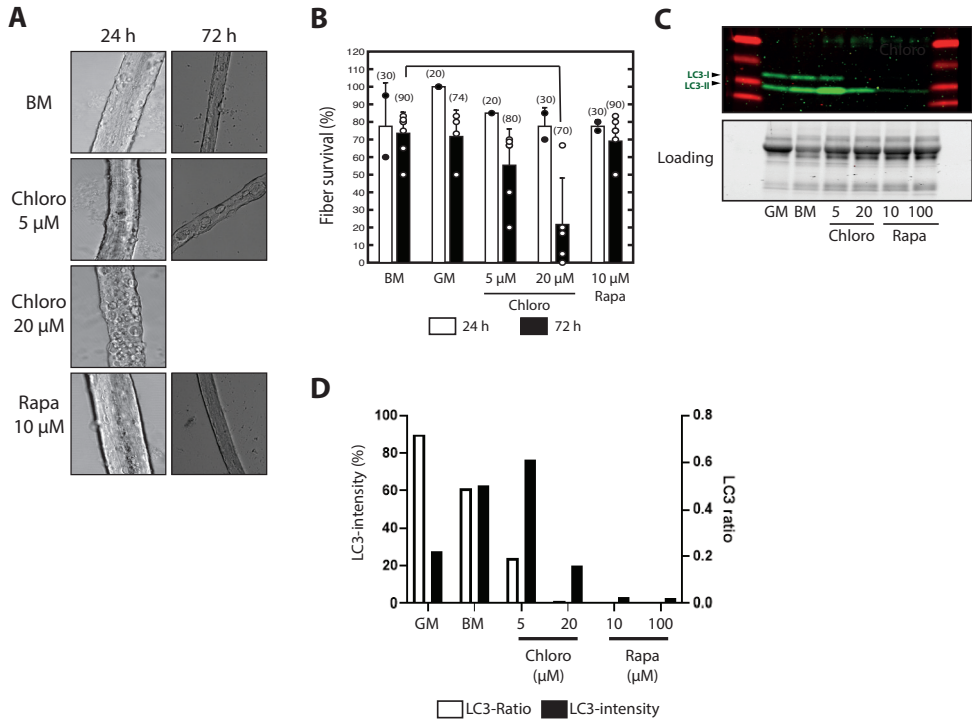 A
24 h
72 h
BM
Chloro
5 µM
Chloro
20 µM
Rapa
10 µM
B
Fiber survival (%)
120
110
100
90
80
70
60
50
40
30
20
10
0
(30)
(90)
(20)
(74)
(20)
(80)
(30)
(70)
(30)
(90)
BM
GM
5 µM
20 µM
10 µM
Chloro
Rapa
24 h
72 h
C
Chloro
LC3-I
LC3-II
Loading
GM BM 5 20 10 100
Chloro
Rapa
D
LC3-intensity (%)
100
80
60
40
20
0
LC3 ratio
0.8
0.6
0.4
0.2
0.0
GM
BM
5
20
10
100
Chloro
(µM)
Rapa
(µM)
LC3-Ratio
LC3-intensity